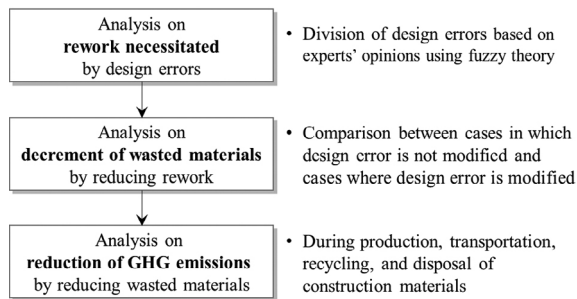 Analysis on
rework necessitated
by design errors
• Division of design errors based on
experts' opinions using fuzzy theory
Analysis on
decrement of wasted materials
by reducing rework
• Comparison between cases in which
design error is not modified and
cases where design error is modified
Analysis on
reduction of GHG emissions
by reducing wasted materials
• During production, transportation,
recycling, and disposal of
construction materials